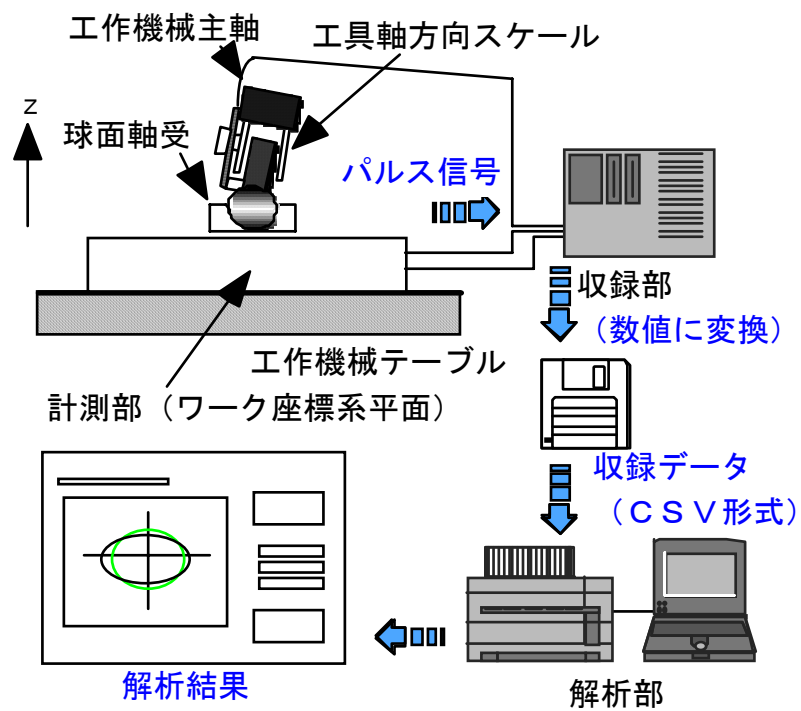 工作機械主軸
工具軸方向スケール
z
球面軸受
パルス信号
収録部
（数値に変換）
工作機械テーブル
計測部（ワーク座標系平面）
収録データ
（ＣＳＶ形式）
解析結果
解析部